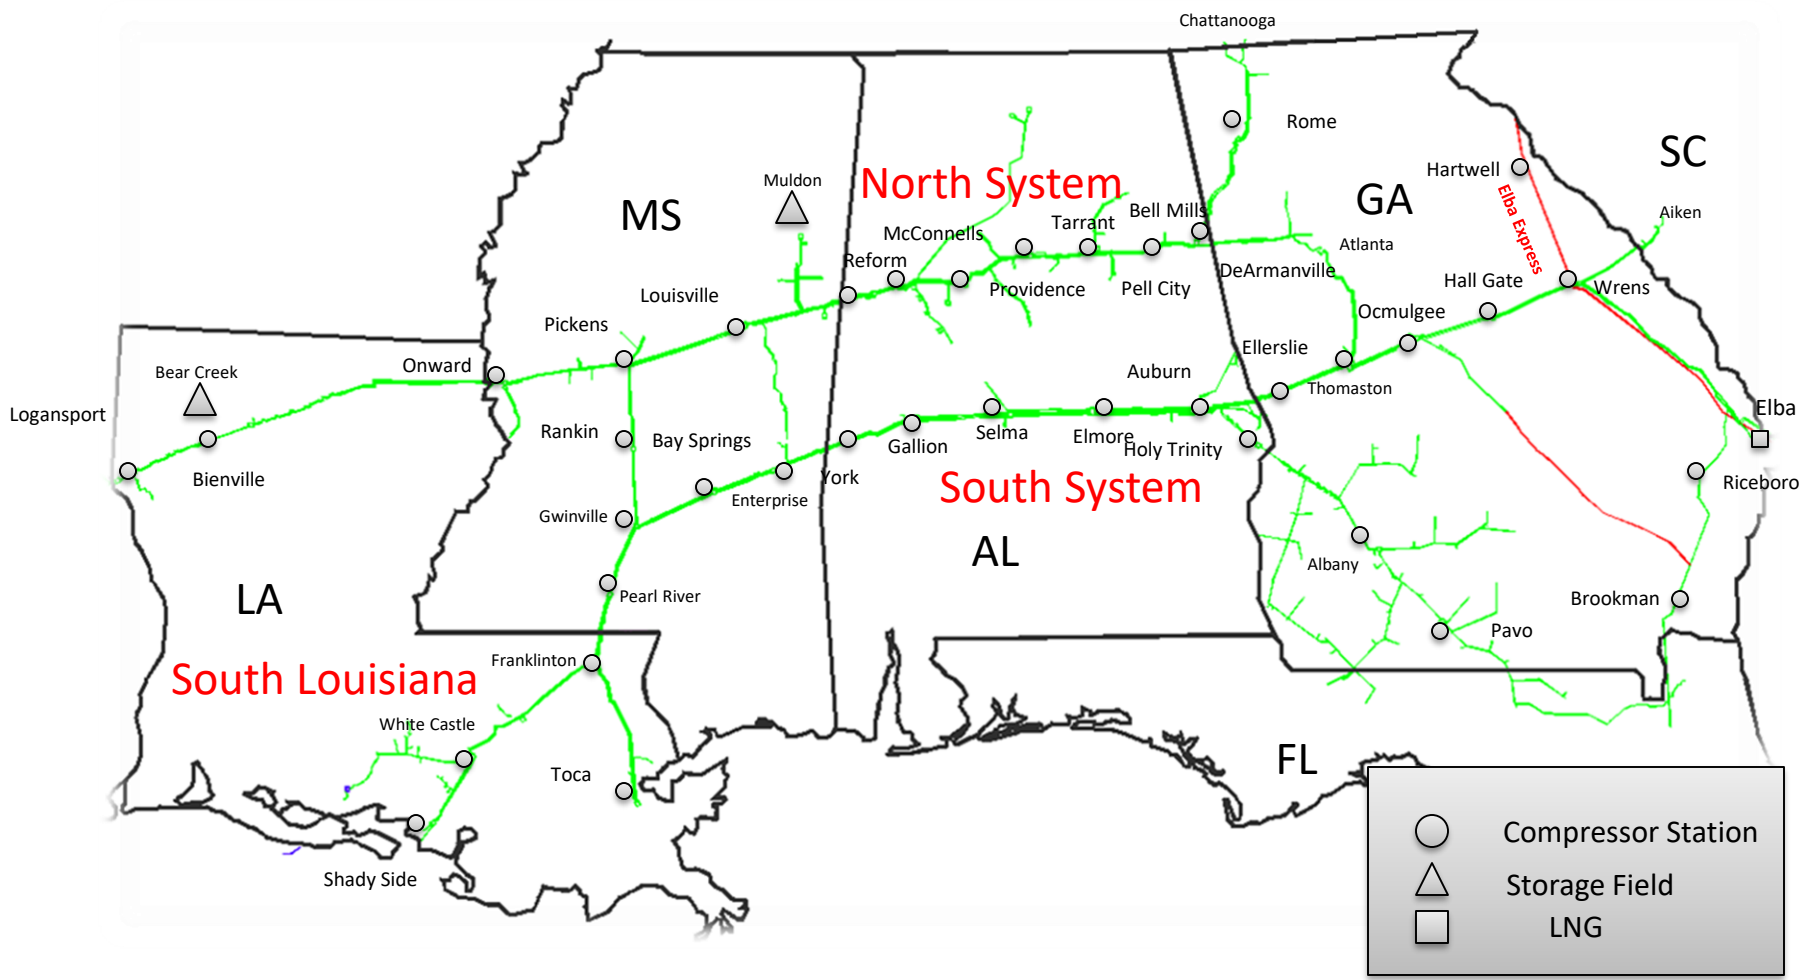 Chattanooga
Rome
SC
Hartwell
Muldon
North System
GA
MS
Elba Express
Aiken
Bell Mills
Tarrant
McConnells
Atlanta
Reform
DeArmanville
Hall Gate
Wrens
Louisville
Providence
Pell City
Ocmulgee
Pickens
Ellerslie
Onward
Auburn
Bear Creek
Thomaston
Logansport
Elba
Rankin
Bay Springs
Selma
Elmore
Gallion
Holy Trinity
Bienville
York
South System
Riceboro
Enterprise
Gwinville
AL
Albany
LA
Pearl River
Brookman
Pavo
Franklinton
South Louisiana
White Castle
Toca
FL
Shady Side
Compressor Station
Storage Field
LNG